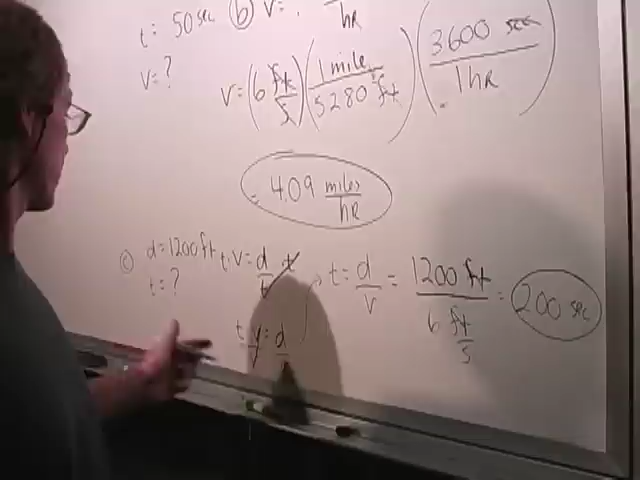 t = 50 sec (b) v = . /hr
v = ?
v = (6 ft/s)(1 mile/5280 ft)(3600 sec/1 hr)
= 4.09 miles/hr
(c) d = 1200 ft t · v = d/t · t t = d/v = 1200 ft / 6 ft/s = 200 sec
t = ?
t v = d